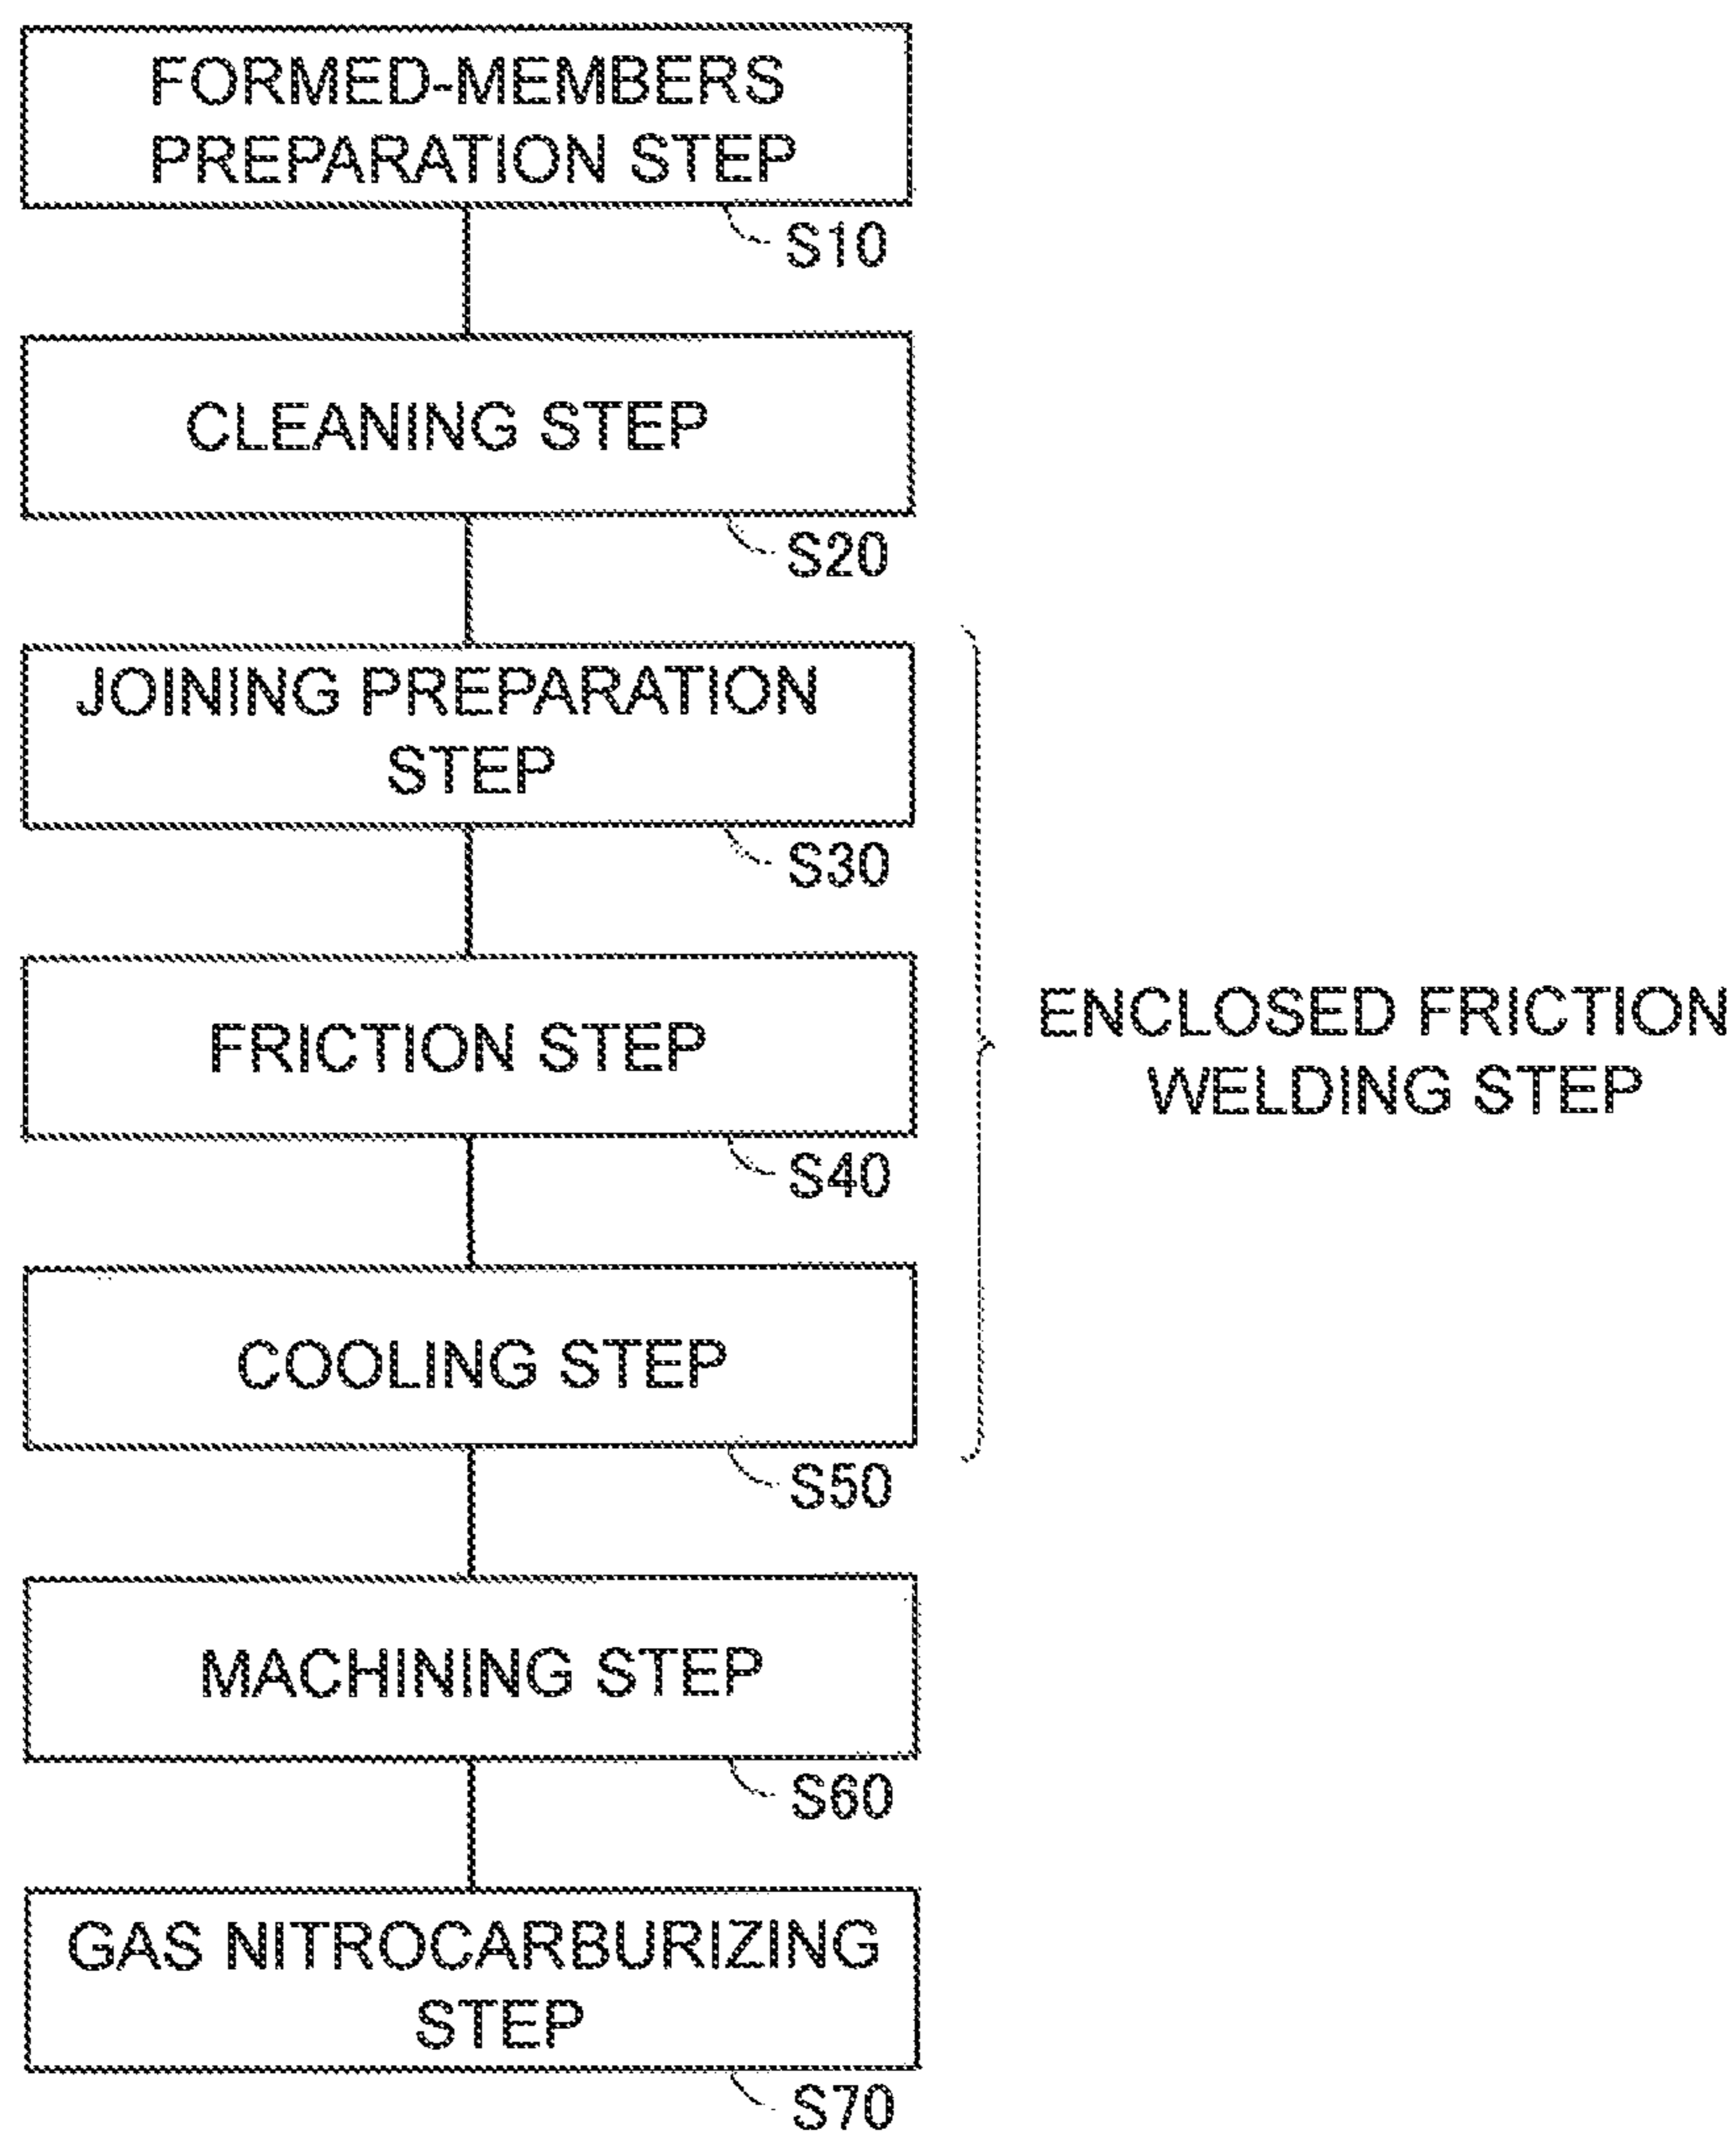 FORMED-MEMBERS
PREPARATION STEP
S10
CLEANING STEP
S20
JOINING PREPARATION
STEP
S30
FRICTION STEP
S40
ENCLOSED FRICTION
WELDING STEP
COOLING STEP
S50
MACHINING STEP
S60
GAS NITROCARBURIZING
STEP
S70